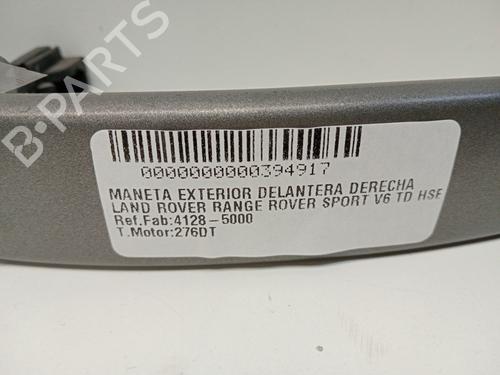 B-PARTS
0000000000394917
MANETA EXTERIOR DELANTERA DERECHA
LAND ROVER RANGE ROVER SPORT V6 TD HSE
Ref.Fab:4128-5000
T.Motor:276DT